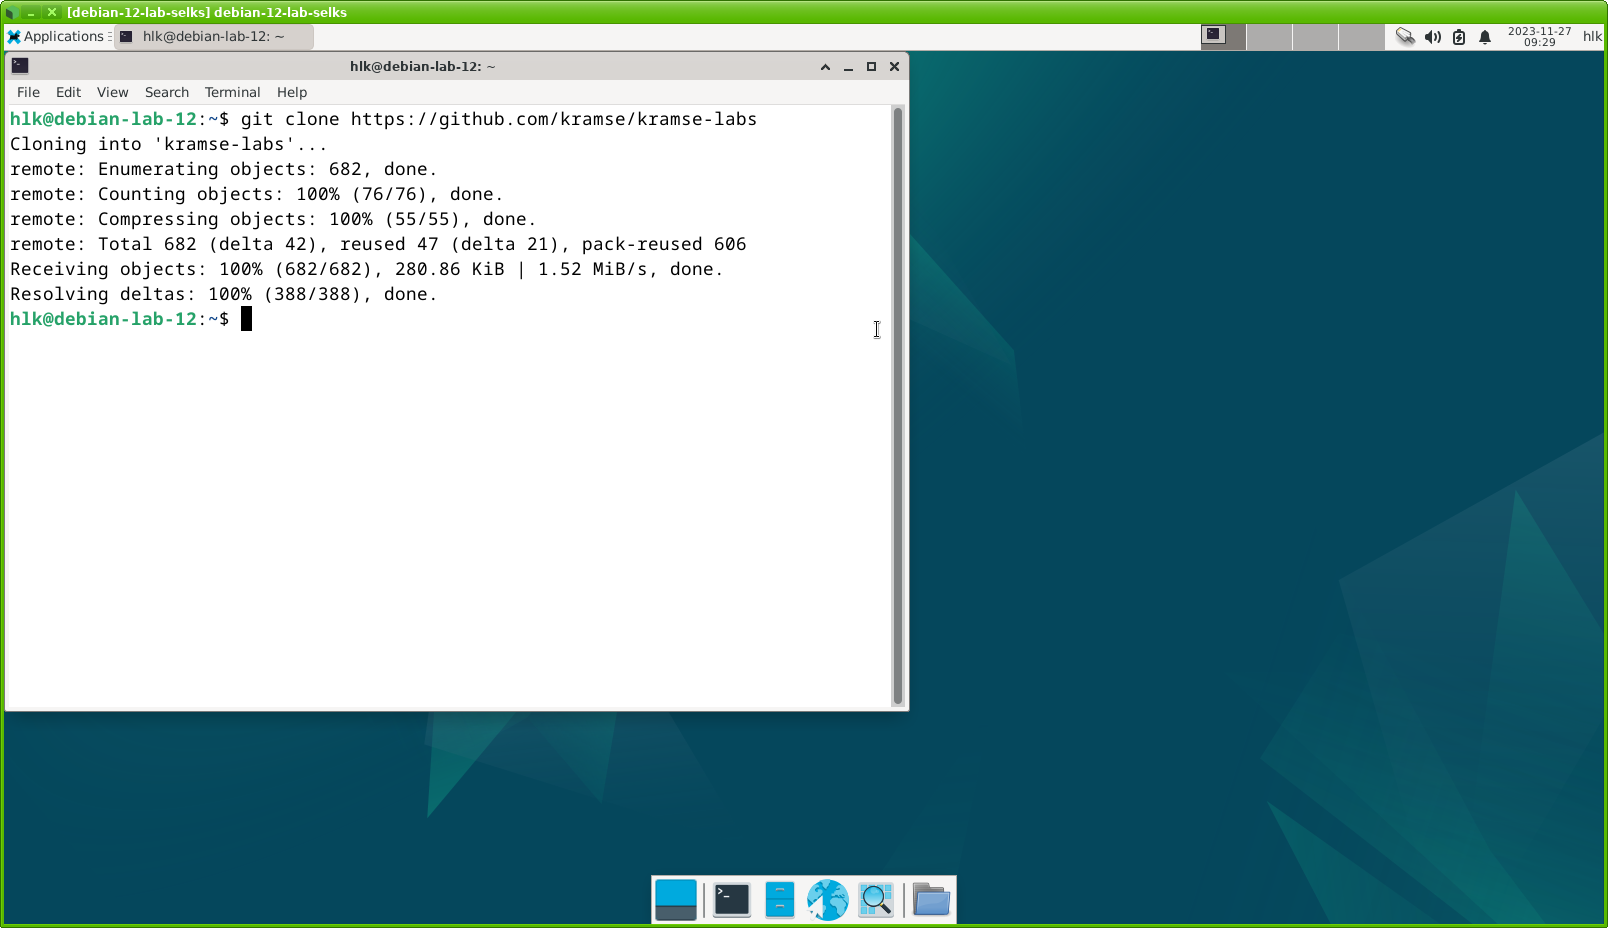 [debian-12-lab-selks] debian-12-lab-selks
Applications
hlk@debian-lab-12: ~
2023-11-27
09:29
hlk
hlk@debian-lab-12: ~
File Edit View Search Terminal Help
hlk@debian-lab-12:~$ git clone https://github.com/kramse/kramse-labs
Cloning into 'kramse-labs'...
remote: Enumerating objects: 682, done.
remote: Counting objects: 100% (76/76), done.
remote: Compressing objects: 100% (55/55), done.
remote: Total 682 (delta 42), reused 47 (delta 21), pack-reused 606
Receiving objects: 100% (682/682), 280.86 KiB | 1.52 MiB/s, done.
Resolving deltas: 100% (388/388), done.
hlk@debian-lab-12:~$